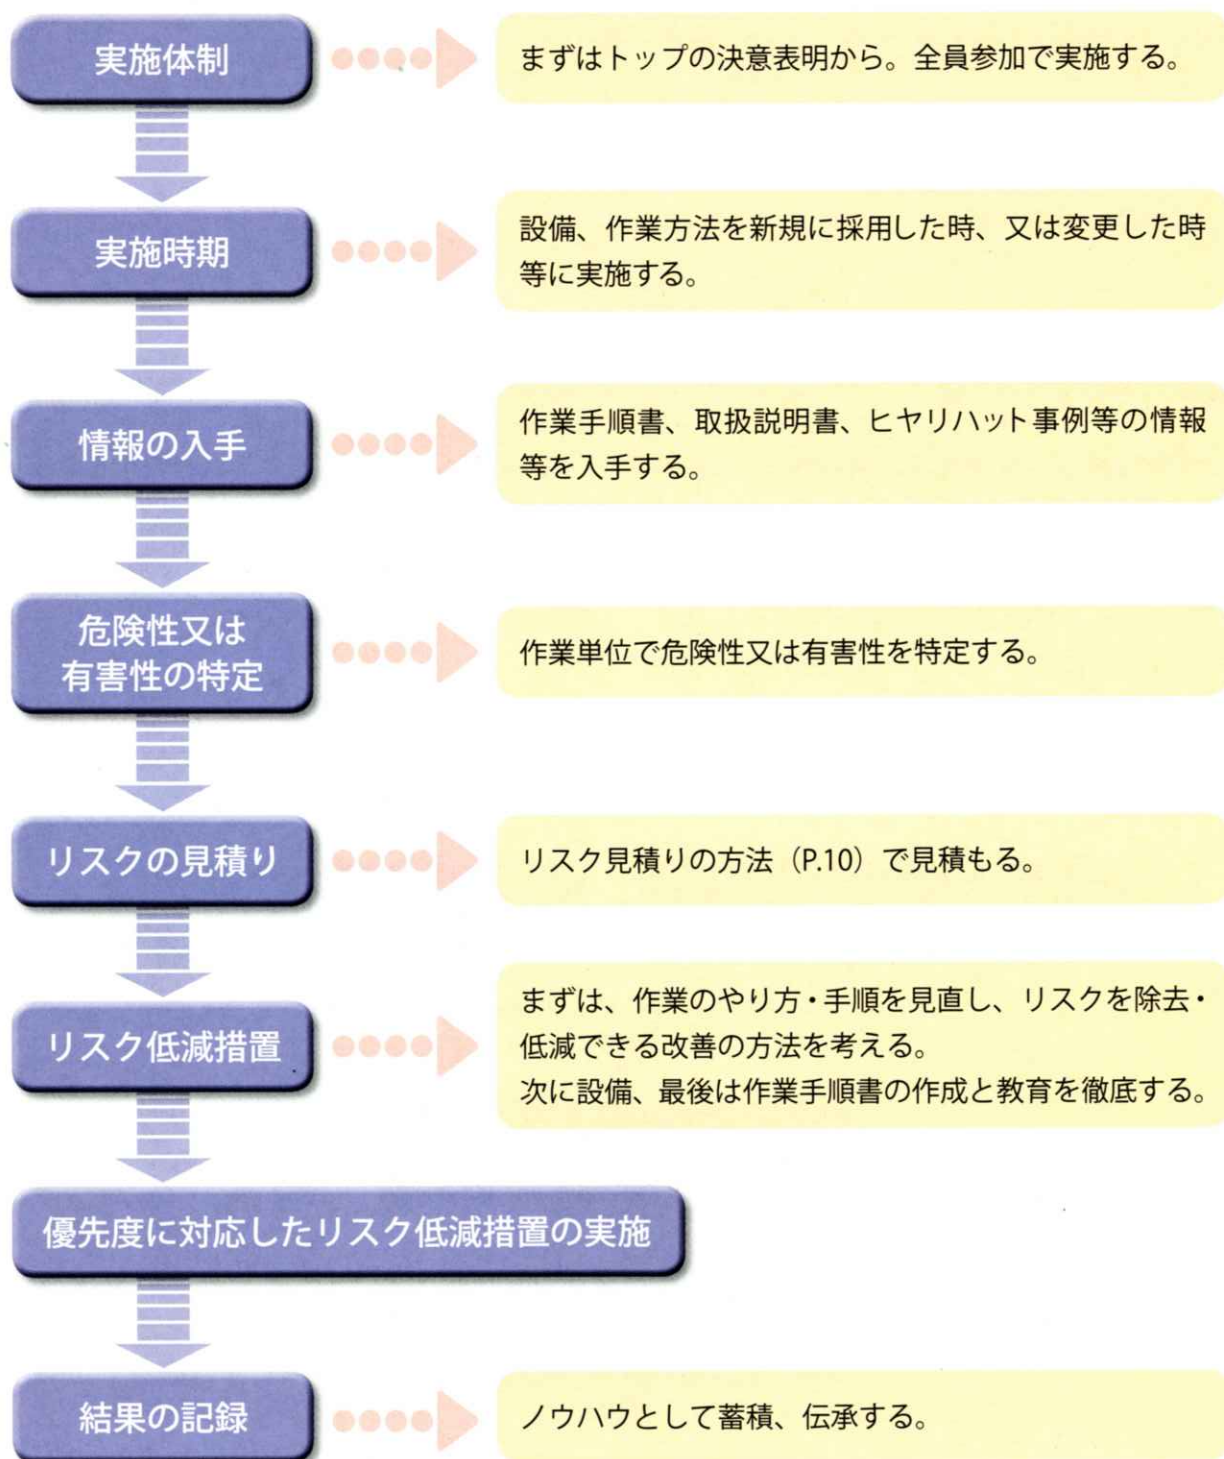 実施体制
まずはトップの決意表明から。全員参加で実施する。
実施時期
設備、作業方法を新規に採用した時、又は変更した時
等に実施する。
情報の入手
作業手順書、取扱説明書、ヒヤリハット事例等の情報
等を入手する。
危険性又は
有害性の特定
作業単位で危険性又は有害性を特定する。
リスクの見積り
リスク見積りの方法（P.10）で見積もる。
リスク低減措置
まずは、作業のやり方・手順を見直し、リスクを除去・
低減できる改善の方法を考える。
次に設備、最後は作業手順書の作成と教育を徹底する。
優先度に対応したリスク低減措置の実施
結果の記録
ノウハウとして蓄積、伝承する。